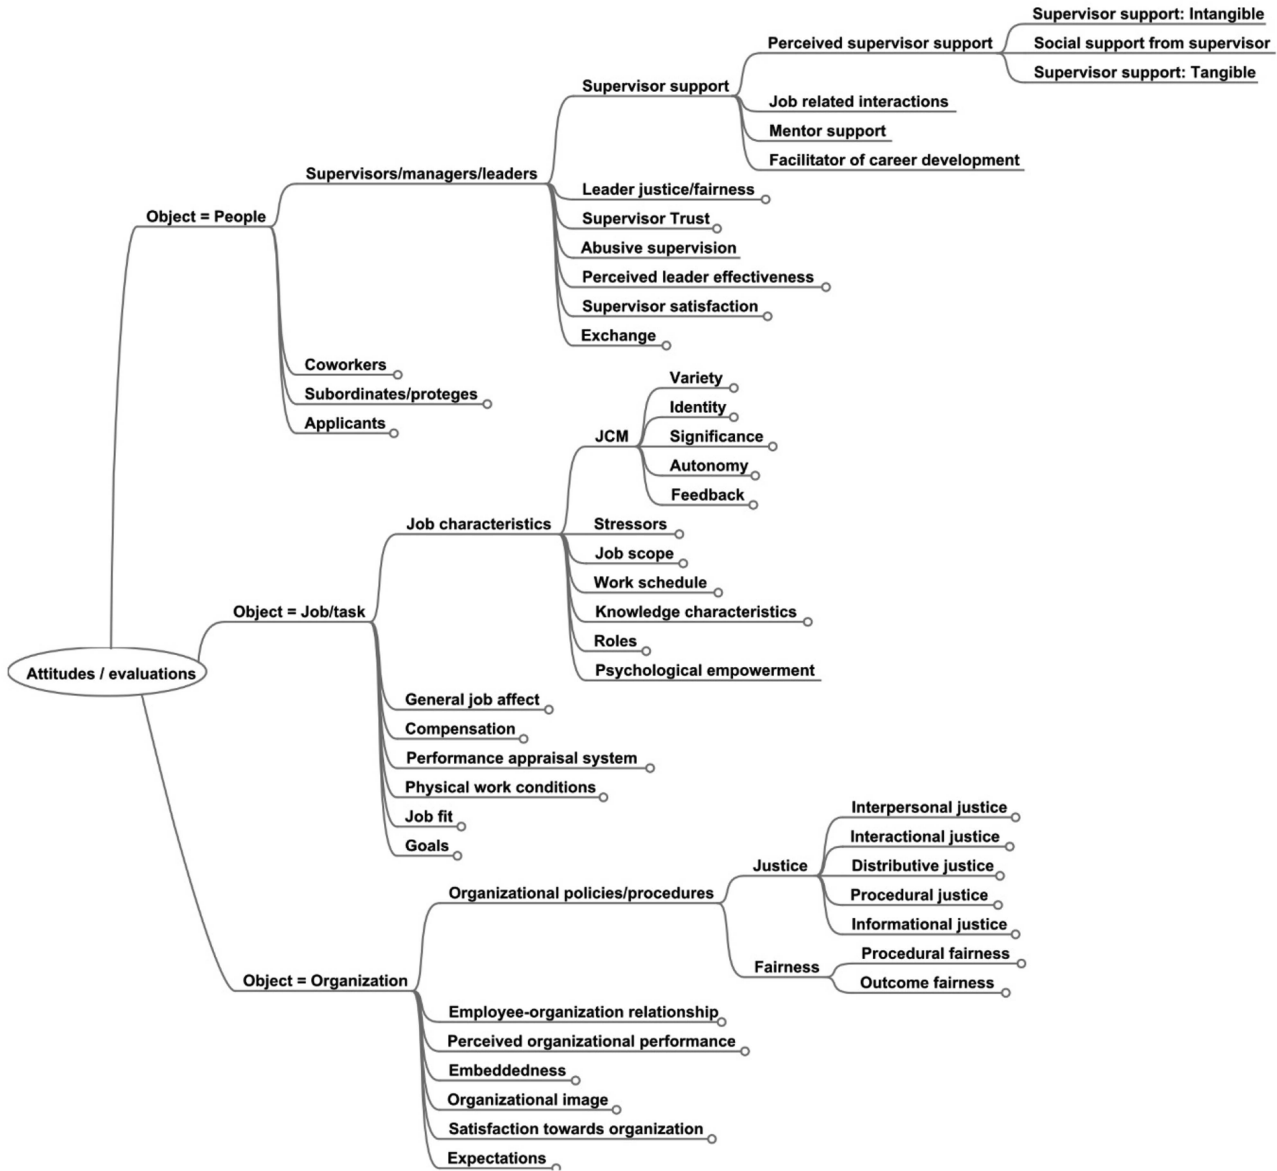 Supervisor support: Intangible
Perceived supervisor support
Social support from supervisor
Supervisor support: Tangible
Supervisor support
Job related interactions
Mentor support
Facilitator of career development
Supervisors/managers/leaders
Leader justice/fairness
Object = People
Supervisor Trust
Abusive supervision
Perceived leader effectiveness
Supervisor satisfaction
Exchange
Coworkers
Subordinates/proteges
Applicants
Variety
Identity
JCM
Significance
Autonomy
Feedback
Job characteristics
Stressors
Job scope
Work schedule
Object = Job/task
Knowledge characteristics
Roles
Psychological empowerment
Attitudes / evaluations
General job affect
Compensation
Performance appraisal system
Physical work conditions
Job fit
Goals
Interpersonal justice
Interactional justice
Justice
Distributive justice
Procedural justice
Informational justice
Organizational policies/procedures
Procedural fairness
Fairness
Outcome fairness
Object = Organization
Employee-organization relationship
Perceived organizational performance
Embeddedness
Organizational image
Satisfaction towards organization
Expectations